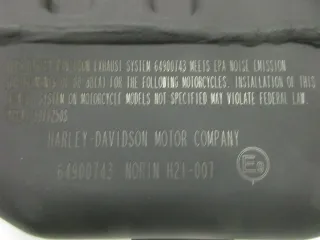 EXHAUST SYSTEM 64900743 MEETS EPA NOISE EMISSION
FOR THE FOLLOWING MOTORCYCLES. INSTALLATION OF THIS
SYSTEM ON MOTORCYCLE MODELS NOT SPECIFIED MAY VIOLATE FEDERAL LAW.
HARLEY-DAVIDSON MOTOR COMPANY
64900743 NORIN H21-007